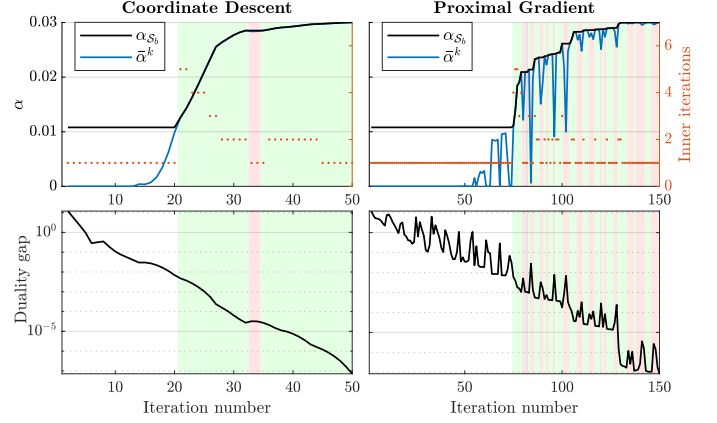 Coordinate Descent
Proximal Gradient
0.03
0.02
0.01
0
α
α_{𝒮_b}
ᾱ^k
10 20 30 40 50
α_{𝒮_b}
ᾱ^k
50 100 150
6
4
2
0
Inner iterations
10^0
10^{-5}
Duality gap
10 20 30 40 50
Iteration number
50 100 150
Iteration number